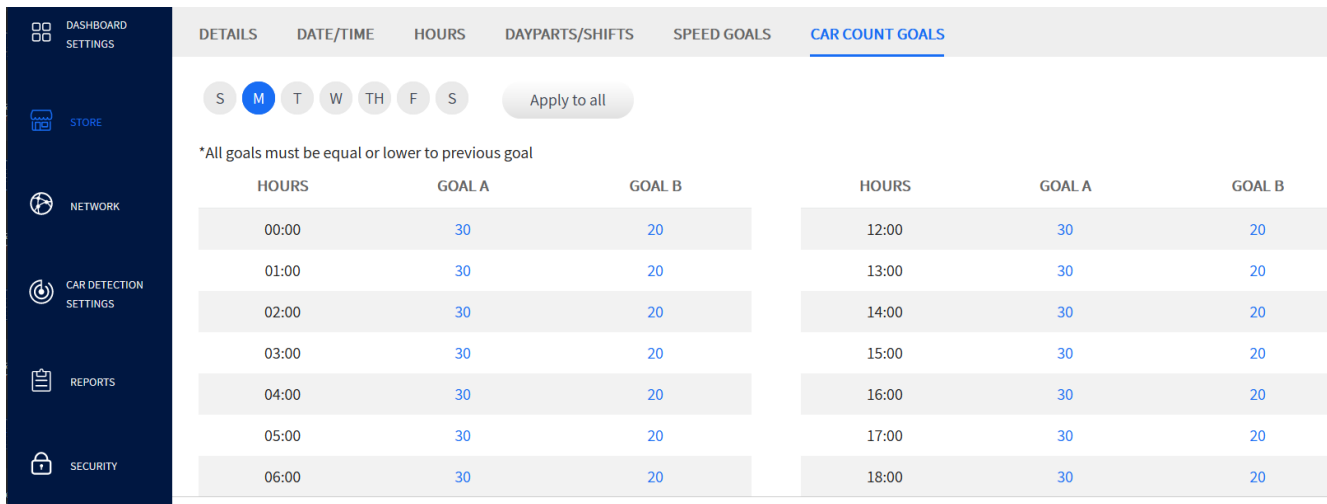 DASHBOARD
SETTINGS
STORE
NETWORK
CAR DETECTION
SETTINGS
REPORTS
SECURITY
DETAILS DATE/TIME HOURS DAYPARTS/SHIFTS SPEED GOALS CAR COUNT GOALS
S M T W TH F S Apply to all
*All goals must be equal or lower to previous goal
HOURS GOAL A GOAL B HOURS GOAL A GOAL B
00:00 30 20 12:00 30 20
01:00 30 20 13:00 30 20
02:00 30 20 14:00 30 20
03:00 30 20 15:00 30 20
04:00 30 20 16:00 30 20
05:00 30 20 17:00 30 20
06:00 30 20 18:00 30 20